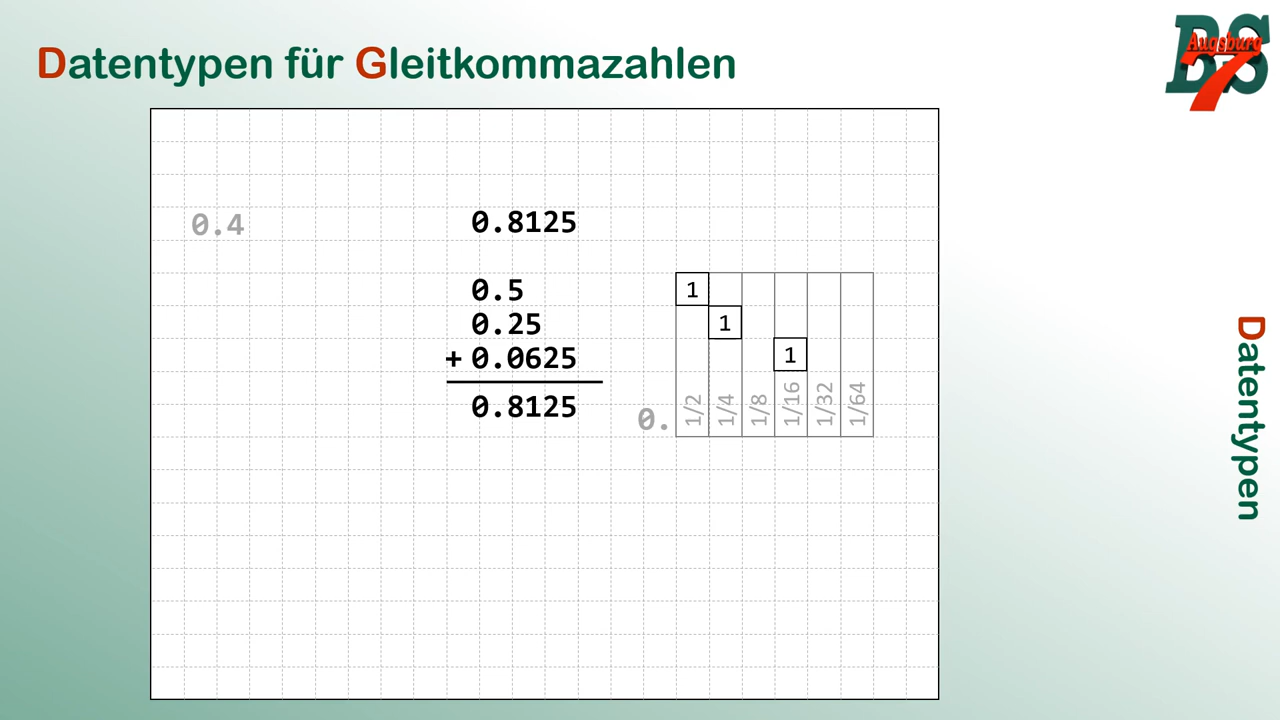 Datentypen für Gleitkommazahlen
BS
Augsburg
7
0.4
0.8125
0.5
0.25
+ 0.0625
0.8125
1
1
1
0. 1/2 1/4 1/8 1/16 1/32 1/64
Datentypen